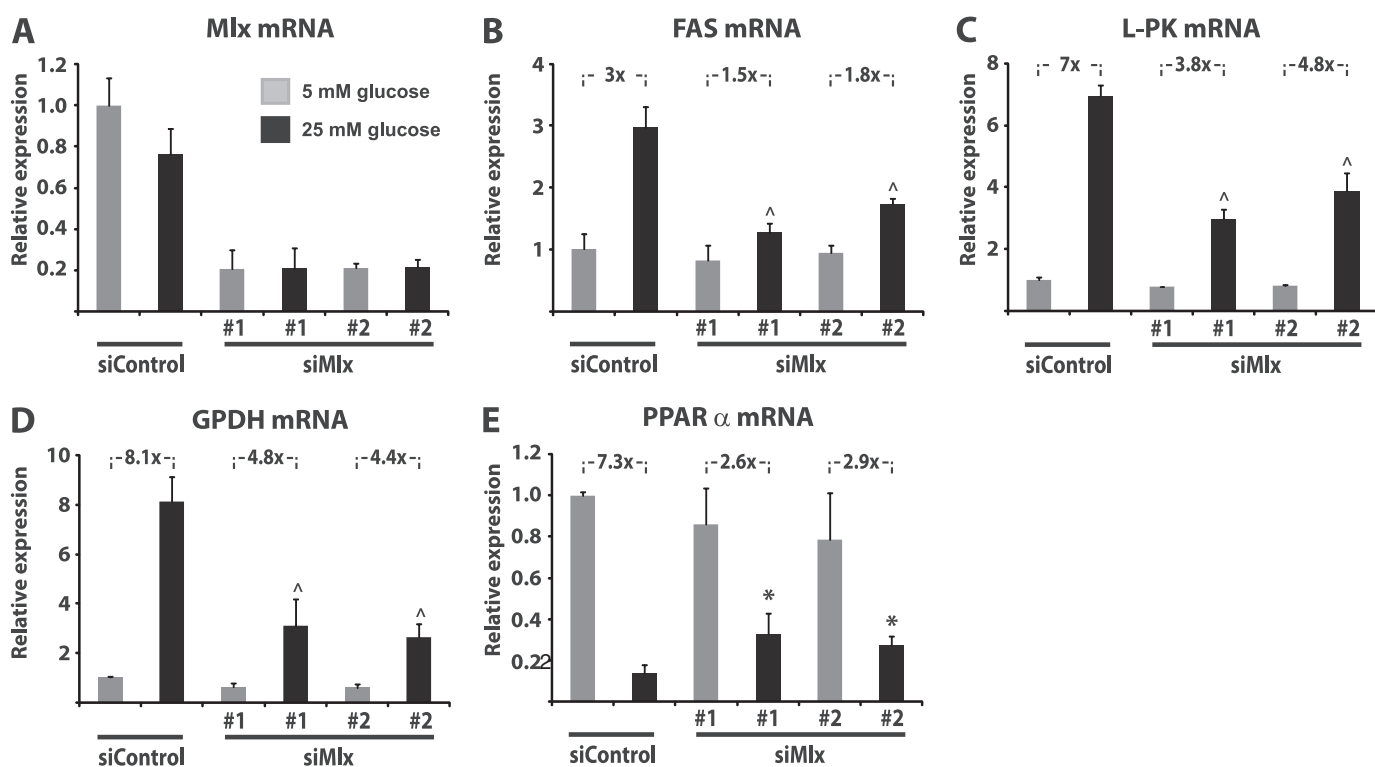 A
Mlx mRNA
Relative expression
1.2
1.0
0.8
0.6
0.4
0.2
5 mM glucose
25 mM glucose
#1 #1 #2 #2
siControl siMlx
B
FAS mRNA
Relative expression
4
3
2
1
3x 1.5x 1.8x
^ ^
#1 #1 #2 #2
siControl siMlx
C
L-PK mRNA
Relative expression
8
6
4
2
7x 3.8x 4.8x
^ ^
#1 #1 #2 #2
siControl siMlx
D
GPDH mRNA
Relative expression
10
8
6
4
2
8.1x 4.8x 4.4x
^ ^
#1 #1 #2 #2
siControl siMlx
E
PPAR α mRNA
Relative expression
1.2
1.0
0.8
0.6
0.4
0.22
7.3x 2.6x 2.9x
* *
#1 #1 #2 #2
siControl siMlx